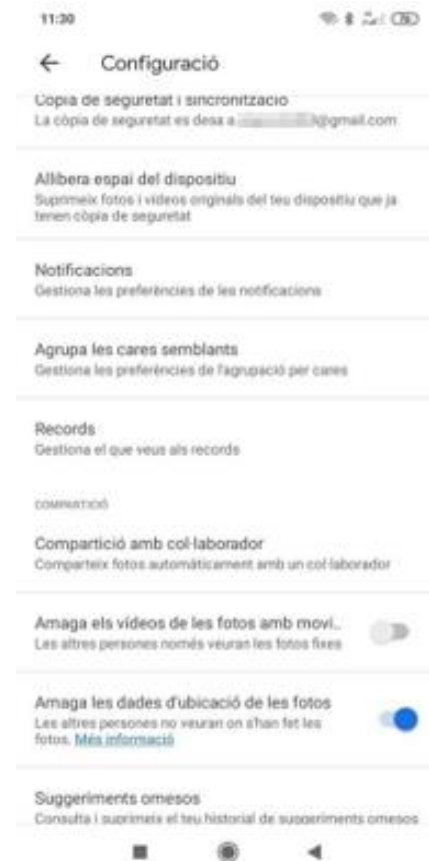 11:30
Configuració
Còpia de seguretat i sincronització
La còpia de seguretat es desa a @gmail.com
Allibera espai del dispositiu
Suprimeix fotos i vídeos originals del teu dispositiu que ja
tenen còpia de seguretat
Notificacions
Gestiona les preferències de les notificacions
Agrupa les cares semblants
Gestiona les preferències de l'agrupació per cares
Records
Gestiona el que veus als records
COMPARTICIÓ
Compartició amb col·laborador
Comparteix fotos automàticament amb un col·laborador
Amaga els vídeos de les fotos amb movi..
Les altres persones només veuran les fotos fixes
Amaga les dades d'ubicació de les fotos
Les altres persones no veuran on s'han fet les
fotos. Més informació
Suggeriments omesos
Consulta i suprimeix el teu historial de suggeriments omesos